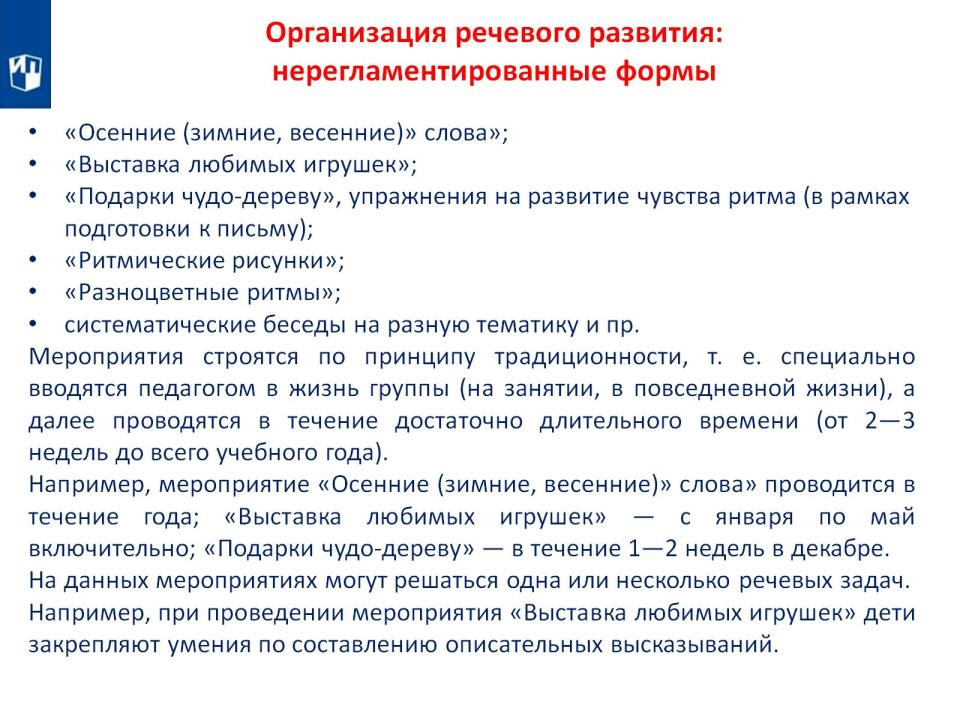 Организация речевого развития:
нерегламентированные формы
• «Осенние (зимние, весенние)» слова»;
• «Выставка любимых игрушек»;
• «Подарки чудо-дереву», упражнения на развитие чувства ритма (в рамках
подготовки к письму);
• «Ритмические рисунки»;
• «Разноцветные ритмы»;
• систематические беседы на разную тематику и пр.
Мероприятия строятся по принципу традиционности, т. е. специально
вводятся педагогом в жизнь группы (на занятии, в повседневной жизни), а
далее проводятся в течение достаточно длительного времени (от 2—3
недель до всего учебного года).
Например, мероприятие «Осенние (зимние, весенние)» слова» проводится в
течение года; «Выставка любимых игрушек» — с января по май
включительно; «Подарки чудо-дереву» — в течение 1—2 недель в декабре.
На данных мероприятиях могут решаться одна или несколько речевых задач.
Например, при проведении мероприятия «Выставка любимых игрушек» дети
закрепляют умения по составлению описательных высказываний.